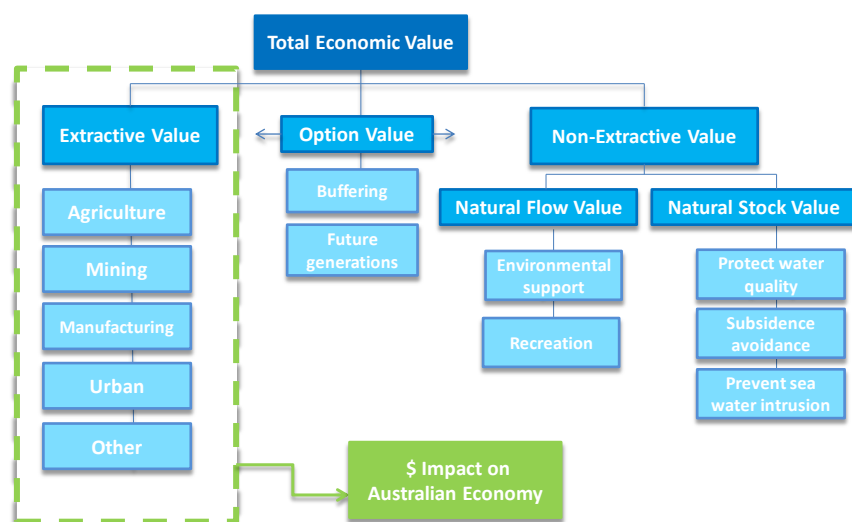 Total Economic Value
Extractive Value
Option Value
Non-Extractive Value
Agriculture
Mining
Manufacturing
Urban
Other
Buffering
Future
generations
Natural Flow Value
Natural Stock Value
Environmental
support
Recreation
Protect water
quality
Subsidence
avoidance
Prevent sea
water intrusion
$ Impact on
Australian Economy